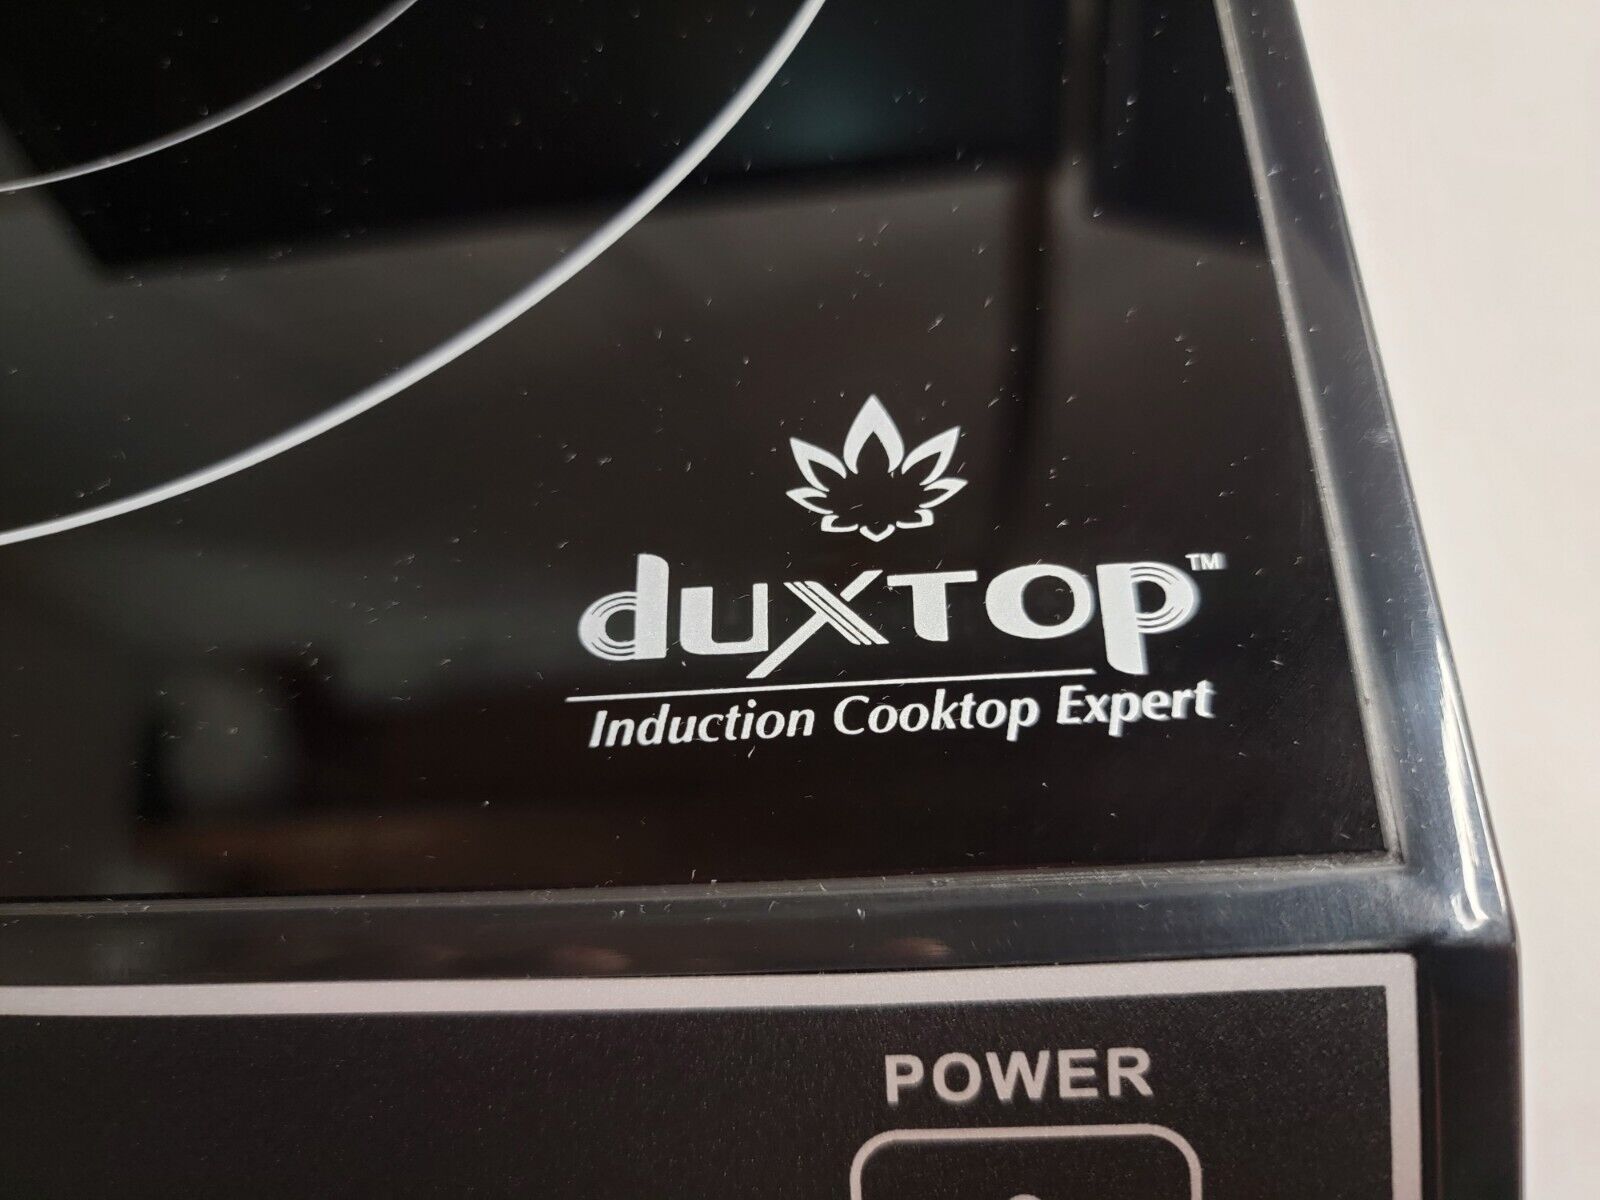 duxtop™
Induction Cooktop Expert
POWER